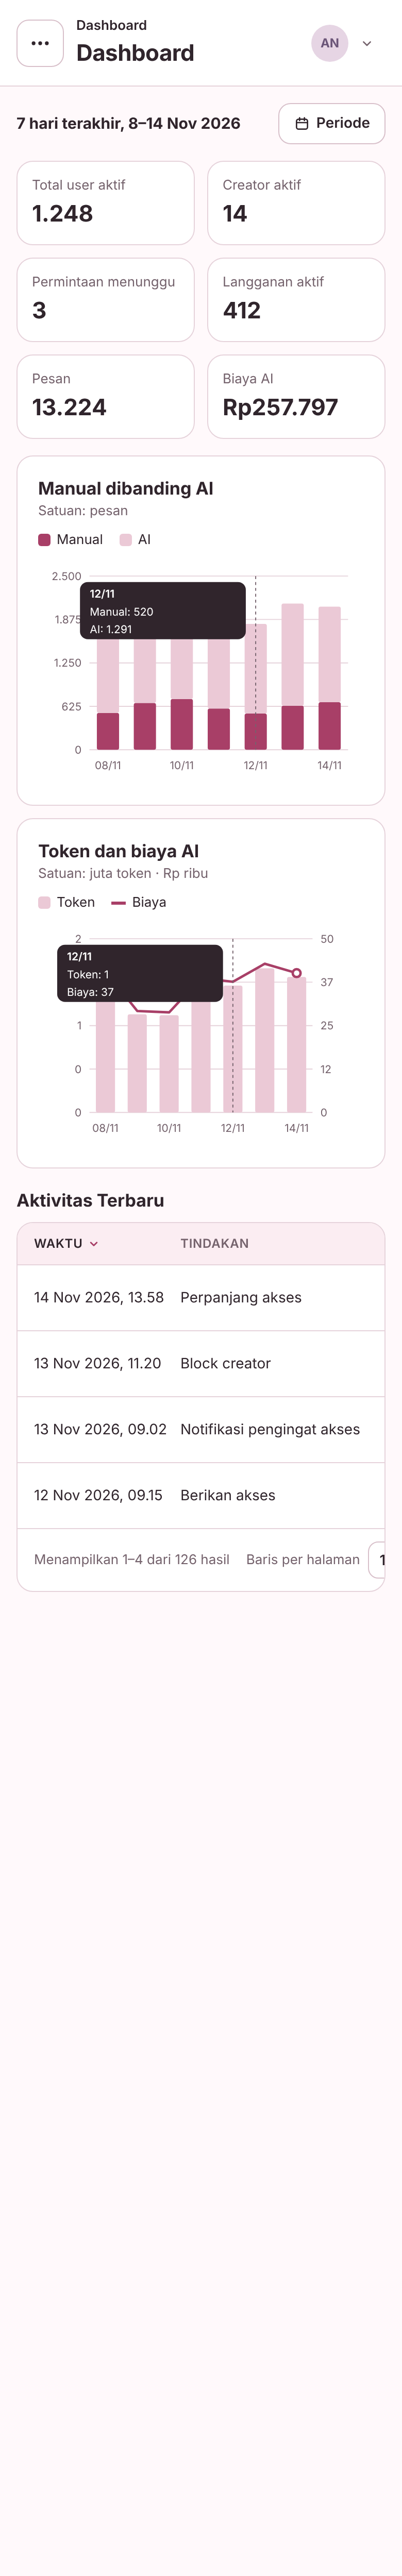 Dashboard
Dashboard
AN
7 hari terakhir, 8–14 Nov 2026
Periode
Total user aktif
1.248
Creator aktif
14
Permintaan menunggu
3
Langganan aktif
412
Pesan
13.224
Biaya AI
Rp257.797
Manual dibanding AI
Satuan: pesan
Manual
AI
2.500
1.875
1.250
625
0
12/11
Manual: 520
AI: 1.291
08/11
10/11
12/11
14/11
Token dan biaya AI
Satuan: juta token · Rp ribu
Token
Biaya
2
1
0
0
12/11
Token: 1
Biaya: 37
50
37
25
12
0
08/11
10/11
12/11
14/11
Aktivitas Terbaru
WAKTU
TINDAKAN
14 Nov 2026, 13.58 Perpanjang akses
13 Nov 2026, 11.20 Block creator
13 Nov 2026, 09.02 Notifikasi pengingat akses
12 Nov 2026, 09.15 Berikan akses
Menampilkan 1–4 dari 126 hasil
Baris per halaman